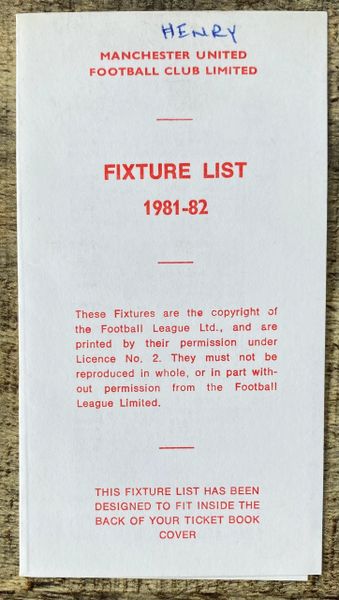 HENRY
MANCHESTER UNITED
FOOTBALL CLUB LIMITED
FIXTURE LIST
1981-82
These Fixtures are the copyright of
the Football League Ltd., and are
printed by their permission under
Licence No. 2. They must not be
reproduced in whole, or in part with-
out permission from the Football
League Limited.
THIS FIXTURE LIST HAS BEEN
DESIGNED TO FIT INSIDE THE
BACK OF YOUR TICKET BOOK
COVER